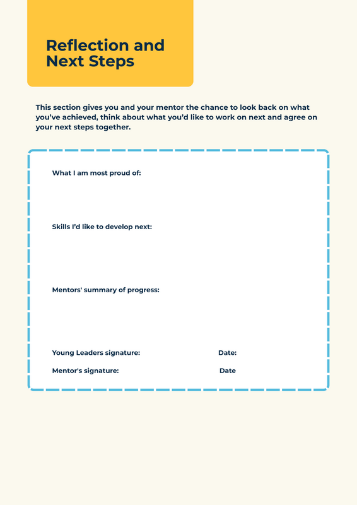 Reflection and
Next Steps
This section gives you and your mentor the chance to look back on what
you've achieved, think about what you'd like to work on next and agree on
your next steps together.
What I am most proud of:
Skills I'd like to develop next:
Mentors' summary of progress:
Young Leaders signature: Date:
Mentor's signature: Date